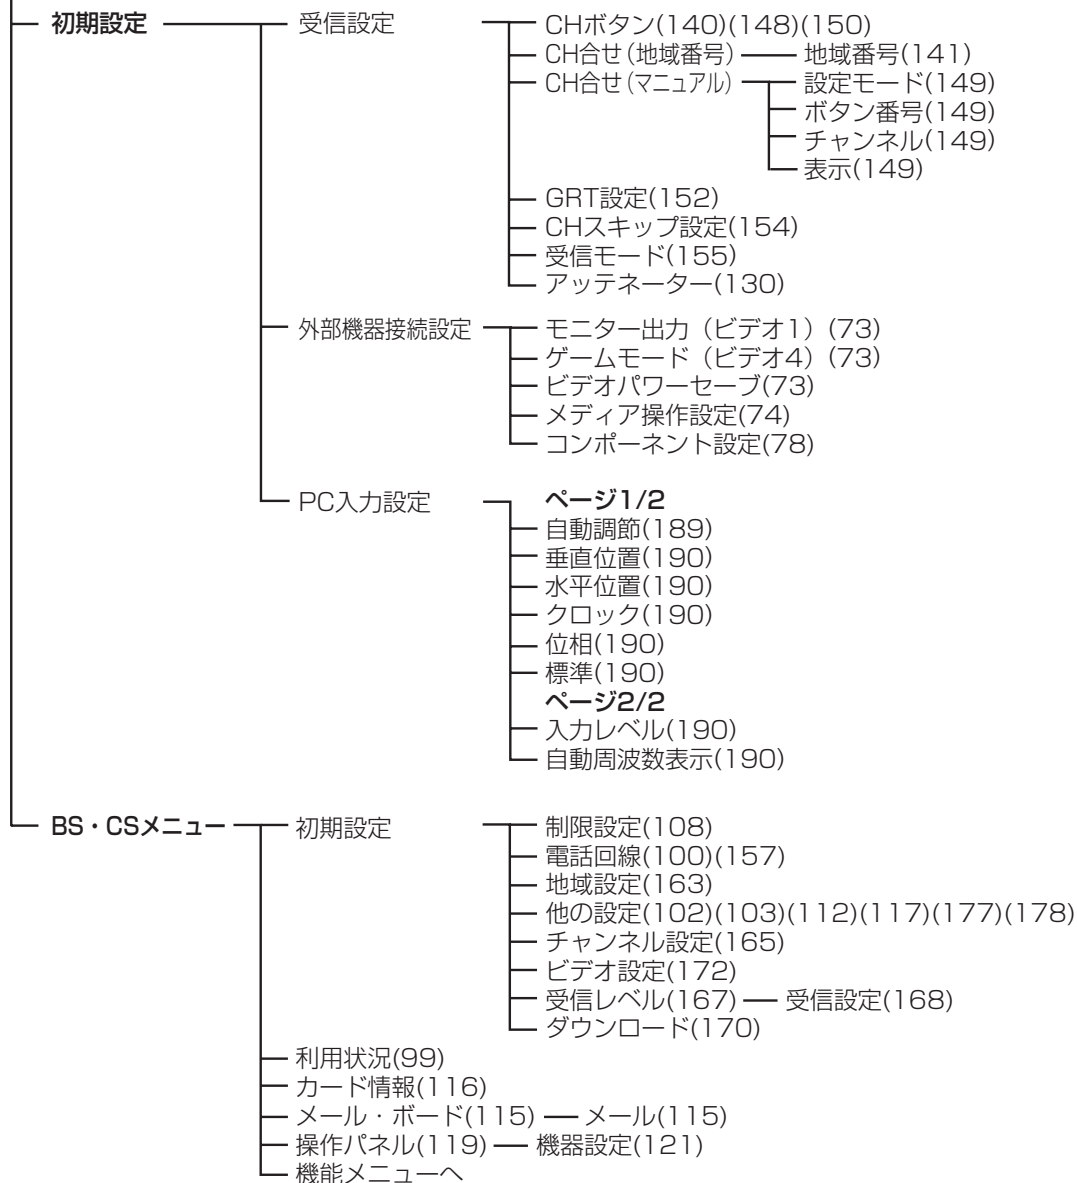 初期設定 受信設定 CHボタン(140)(148)(150)
CH合せ(地域番号) 地域番号(141)
CH合せ(マニュアル) 設定モード(149)
ボタン番号(149)
チャンネル(149)
表示(149)
GRT設定(152)
CHスキップ設定(154)
受信モード(155)
アッテネーター(130)
外部機器接続設定 モニター出力（ビデオ1）(73)
ゲームモード（ビデオ4）(73)
ビデオパワーセーブ(73)
メディア操作設定(74)
コンポーネント設定(78)
PC入力設定 ページ1/2
自動調節(189)
垂直位置(190)
水平位置(190)
クロック(190)
位相(190)
標準(190)
ページ2/2
入力レベル(190)
自動周波数表示(190)
BS・CSメニュー 初期設定 制限設定(108)
電話回線(100)(157)
地域設定(163)
他の設定(102)(103)(112)(117)(177)(178)
チャンネル設定(165)
ビデオ設定(172)
受信レベル(167) 受信設定(168)
ダウンロード(170)
利用状況(99)
カード情報(116)
メール・ボード(115) メール(115)
操作パネル(119) 機器設定(121)
機能メニューへ